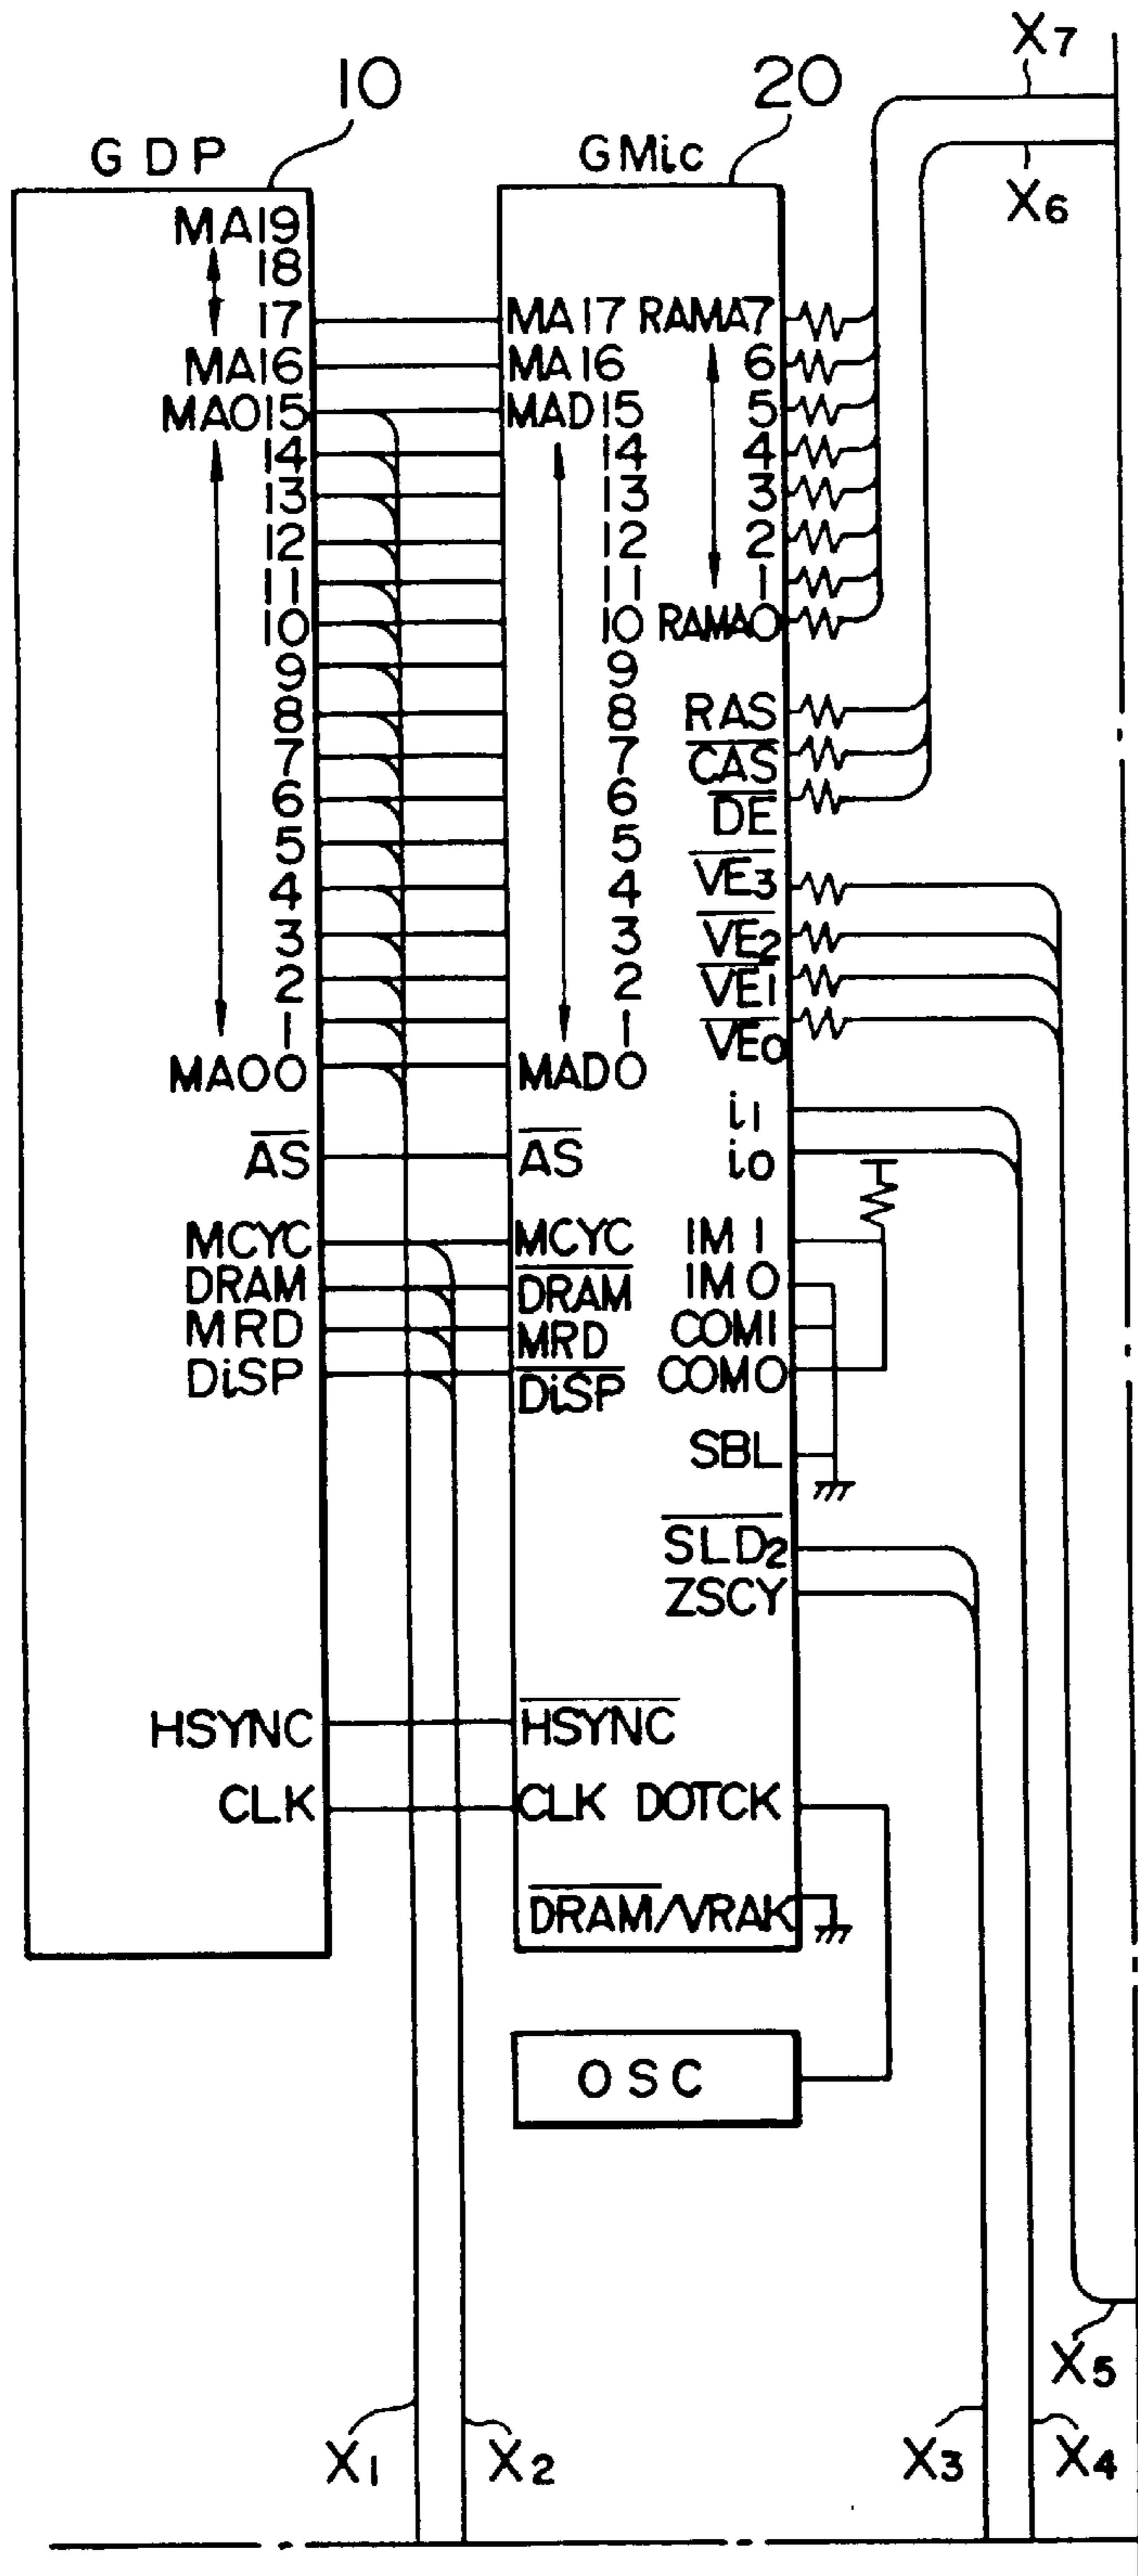 X7
10
20
GDP
GMic
X6
MA19
18
17
MA16
MAO15
14
13
12
11
10
9
8
7
6
5
4
3
2
1
MAOO
AS
MCYC
DRAM
MRD
DiSP
HSYNC
CLK
MA17
MA16
MAD15
14
13
12
11
10
9
8
7
6
5
4
3
2
1
MADO
AS
MCYC
DRAM
MRD
DiSP
HSYNC
CLK
DRAM/VRAK
RAMA7
6
5
4
3
2
1
RAMAO
RAS
CAS
DE
VE3
VE2
VE1
VE0
i1
i0
IM1
IM0
COM1
COM0
SBL
SLD2
ZSCY
DOTCK
OSC
X5
X1
X2
X3
X4